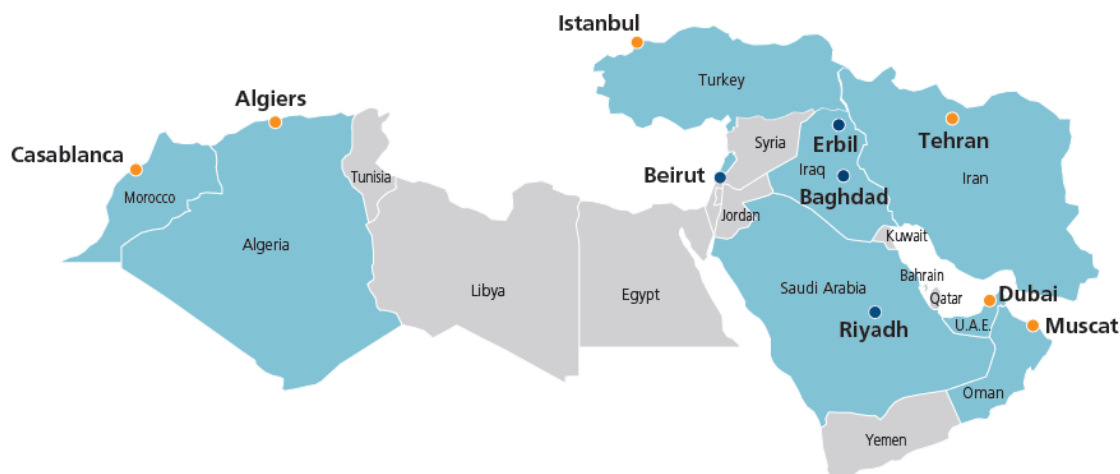 Istanbul
Turkey
Algiers
Casablanca
Tunisia
Morocco
Algeria
Syria
Erbil
Tehran
Beirut
Iraq
Iran
Baghdad
Jordan
Kuwait
Libya
Egypt
Saudi Arabia
Bahrain
Qatar
Dubai
Riyadh
U.A.E.
Muscat
Oman
Yemen